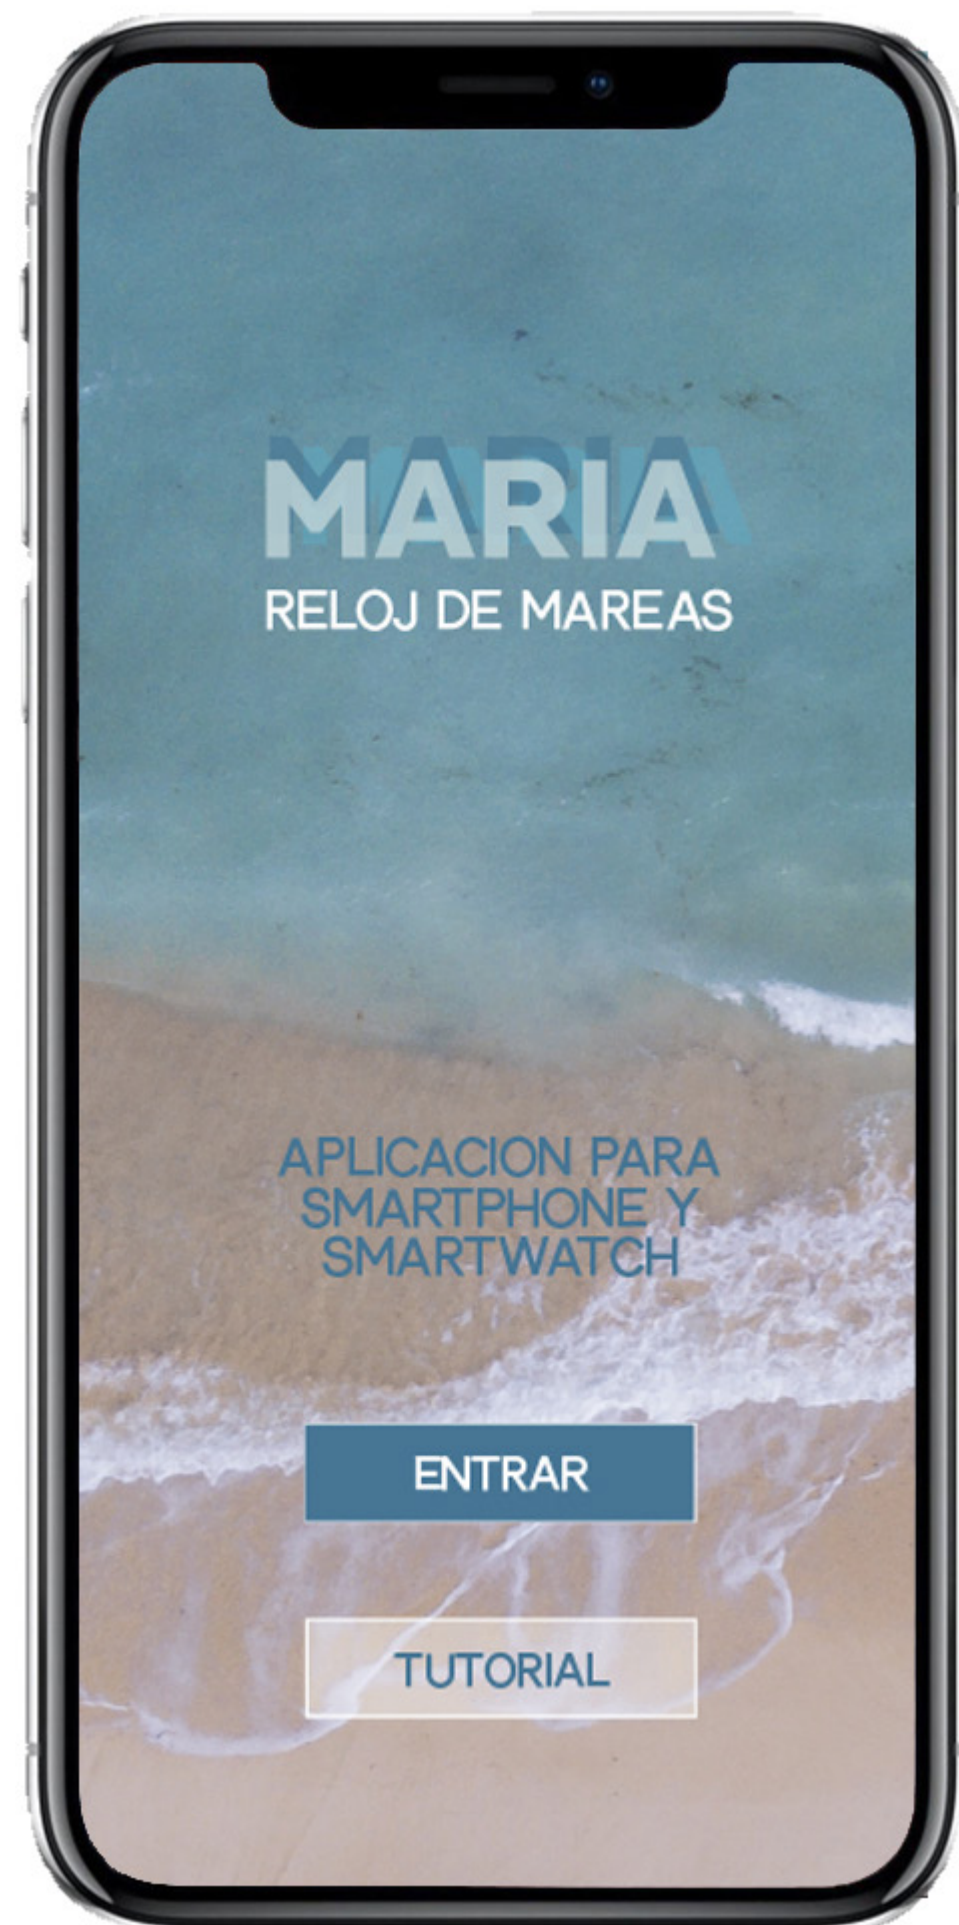 MARIA
RELOJ DE MAREAS
APLICACION PARA
SMARTPHONE Y
SMARTWATCH
ENTRAR
TUTORIAL